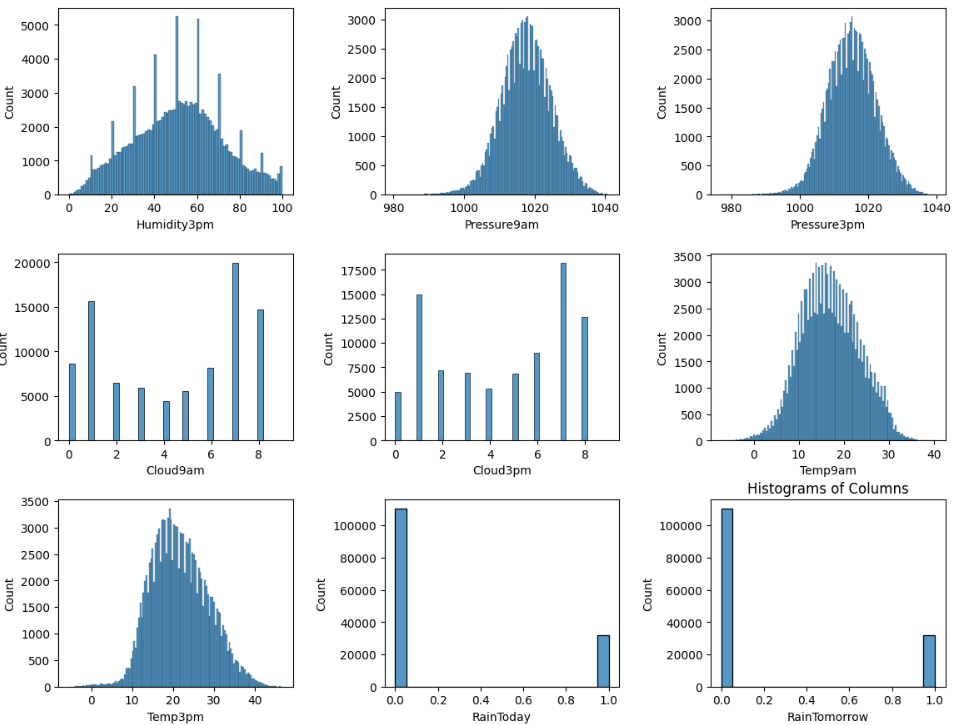 5000
4000
3000
2000
1000
0
Count
0 20 40 60 80 100
Humidity3pm
3000
2500
2000
1500
1000
500
0
Count
980 1000 1020 1040
Pressure9am
3000
2500
2000
1500
1000
500
0
Count
980 1000 1020 1040
Pressure3pm
20000
15000
10000
5000
0
Count
0 2 4 6 8
Cloud9am
17500
15000
12500
10000
7500
5000
2500
0
Count
0 2 4 6 8
Cloud3pm
3500
3000
2500
2000
1500
1000
500
0
Count
0 10 20 30 40
Temp9am
3500
3000
2500
2000
1500
1000
500
0
Count
0 10 20 30 40
Temp3pm
100000
80000
60000
40000
20000
0
Count
0.0 0.2 0.4 0.6 0.8 1.0
RainToday
Histograms of Columns
100000
80000
60000
40000
20000
0
Count
0.0 0.2 0.4 0.6 0.8 1.0
RainTomorrow